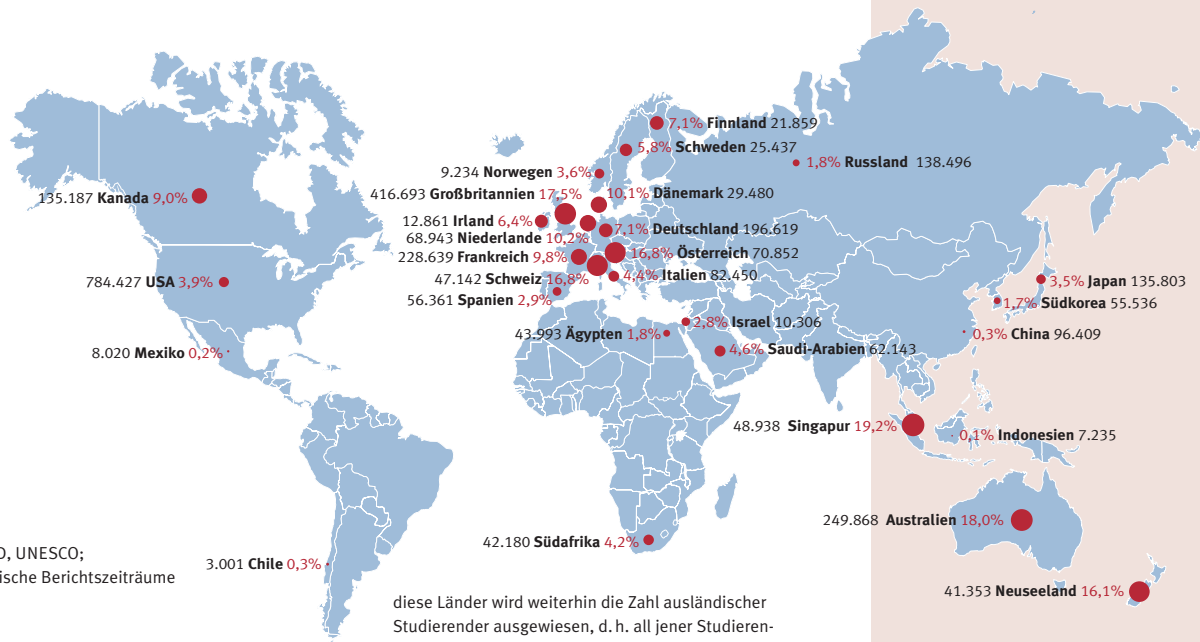 7,1% Finnland 21.859
5,8% Schweden 25.437
1,8% Russland 138.496
9.234 Norwegen 3,6%
416.693 Großbritannien 17,5%
10,1% Dänemark 29.480
135.187 Kanada 9,0%
12.861 Irland 6,4%
7,1% Deutschland 196.619
68.943 Niederlande 10,2%
228.639 Frankreich 9,8%
16,8% Österreich 70.852
47.142 Schweiz 16,8%
4,4% Italien 82.450
784.427 USA 3,9%
56.361 Spanien 2,9%
3,5% Japan 135.803
1,7% Südkorea 55.536
43.993 Ägypten 1,8%
2,8% Israel 10.306
0,3% China 96.409
8.020 Mexiko 0,2%
4,6% Saudi-Arabien 62.143
48.938 Singapur 19,2%
0,1% Indonesien 7.235
249.868 Australien 18,0%
42.180 Südafrika 4,2%
3.001 Chile 0,3%
41.353 Neuseeland 16,1%
, UNESCO;
ische Berichtszeiträume
diese Länder wird weiterhin die Zahl ausländischer
Studierender ausgewiesen, d. h. all jener Studieren-